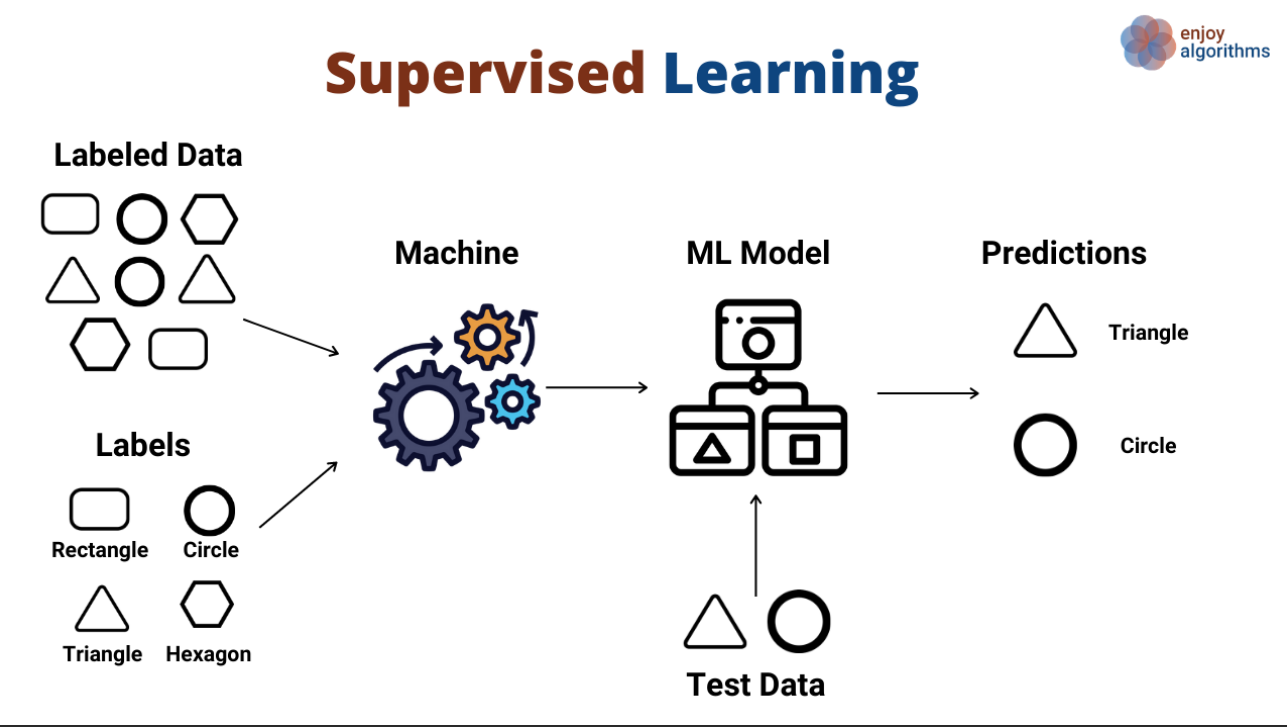 enjoy
algorithms
Supervised Learning
Labeled Data
Machine
ML Model
Predictions
Triangle
Circle
Labels
Rectangle
Circle
Triangle
Hexagon
Test Data